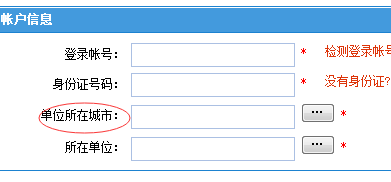 帐户信息
登录帐号： * 检测登录帐号
身份证号码： * 没有身份证?
单位所在城市： ... *
所在单位： ... *